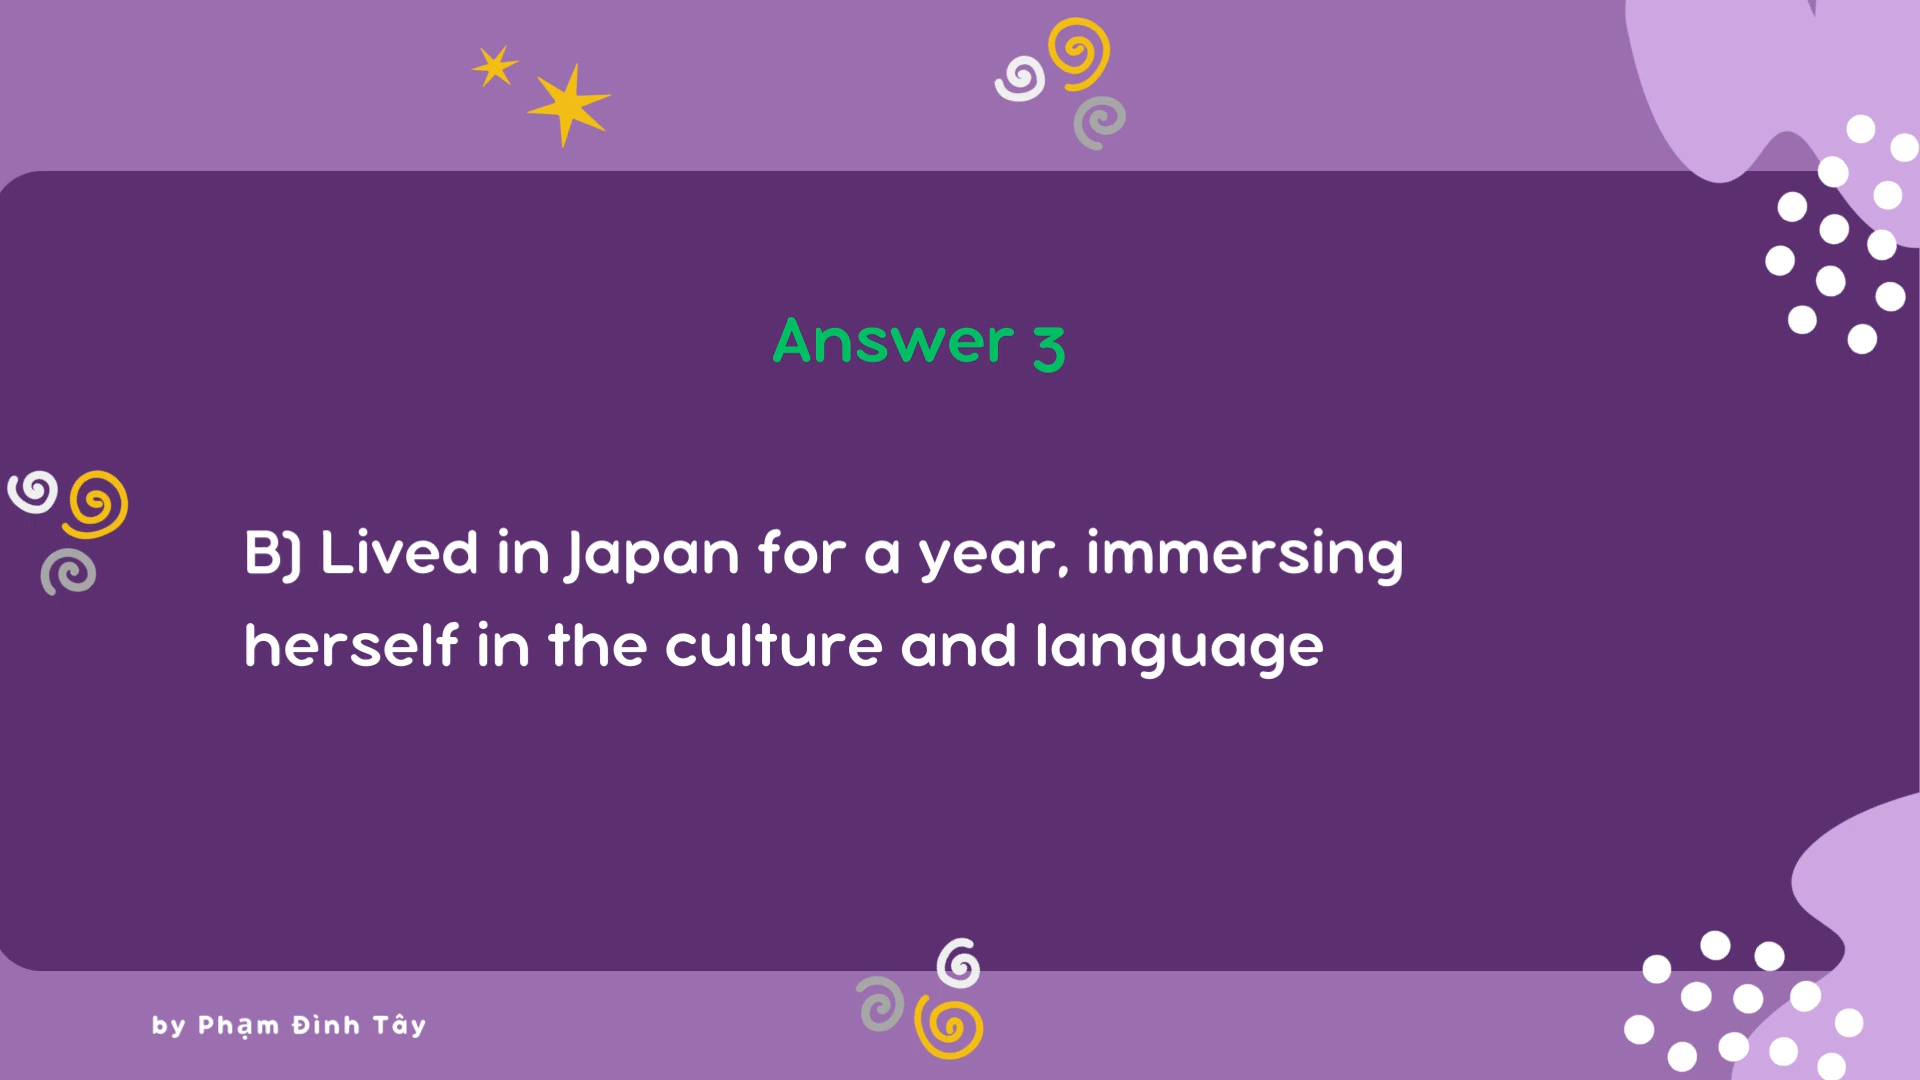 Answer 3
B) Lived in Japan for a year, immersing
herself in the culture and language
by Phạm Đình Tây